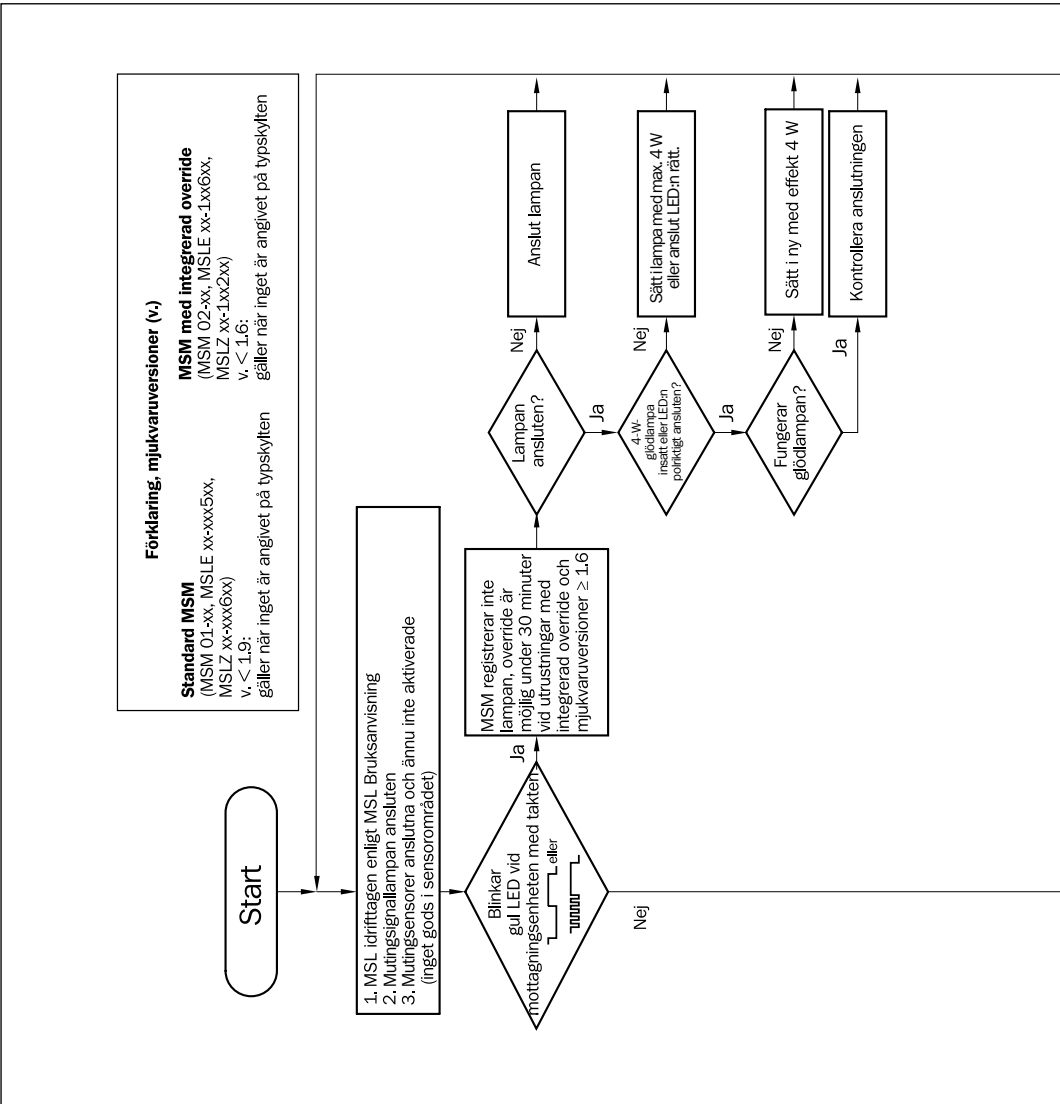 Förklaring, mjukvaruversioner (v.)
Standard MSM
(MSM 01-xx, MSLE xx-xxx5xx,
MSLZ xx-xxx6xx)
v. < 1.9:
gäller när inget är angivet på typskylten
MSM med integrerad override
(MSM 02-xx, MSLE xx-1xx6xx,
MSLZ xx-1xx2xx)
v. < 1.6:
gäller när inget är angivet på typskylten
Start
1. MSL idrifttagen enligt MSL Bruksanvisning
2. Mutingsignallampan ansluten
3. Mutingsensorer anslutna och ännu inte aktiverade
(inget gods i sensorområdet)
Blinkar
gul LED vid
mottagningsenheten med takten
eller
Ja
Nej
MSM registrerar inte
lampan, override är
möjlig under 30 minuter
vid utrustningar med
integrerad override och
mjukvaruversioner ≥ 1.6
Lampan
ansluten?
Nej
Anslut lampan
Ja
4-W-
glödlampa
insatt eller LED:n
polriktigt ansluten?
Nej
Sätt i lampa med max. 4 W
eller anslut LED:n rätt.
Ja
Fungerar
glödlampan?
Nej
Sätt i ny med effekt 4 W
Ja
Kontrollera anslutningen